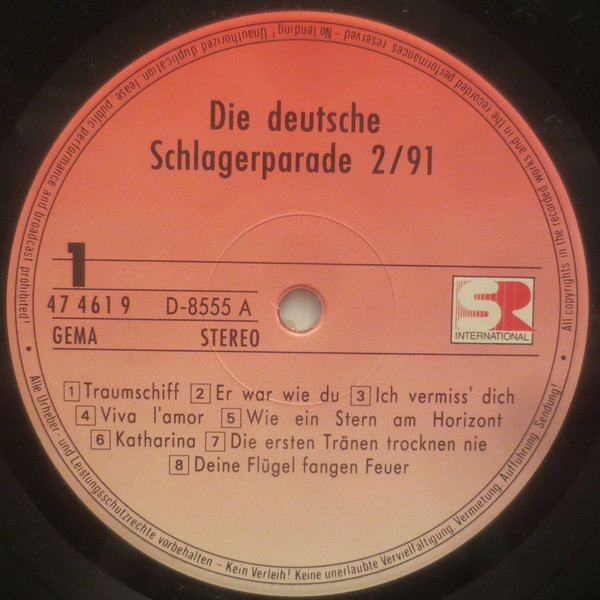 Die deutsche
Schlagerparade 2/91
1
47 4619 D-8555 A
GEMA STEREO
SR
INTERNATIONAL
1 Traumschiff 2 Er war wie du 3 Ich vermiss' dich
4 Viva l'amor 5 Wie ein Stern am Horizont
6 Katharina 7 Die ersten Tränen trocknen nie
8 Deine Flügel fangen Feuer
• Alle Urheber- und Leistungsschutzrechte vorbehalten – Kein Verleih! Keine unerlaubte Vervielfältigung, Vermietung, Aufführung, Sendung!
• All copyrights in the recorded works and in the recorded performances reserved – No lending! Unauthorized duplication, lease, public performance and broadcast prohibited!